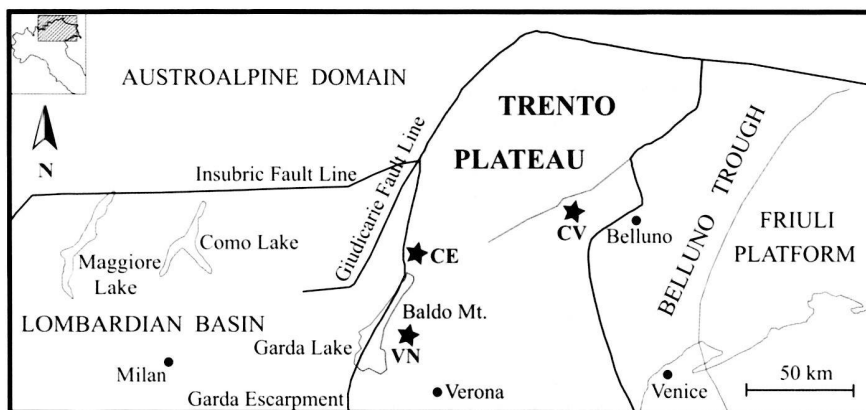 AUSTROALPINE DOMAIN
N
Insubric Fault Line
Giudicarie Fault Line
TRENTO
PLATEAU
BELLUNO TROUGH
FRIULI
PLATFORM
Maggiore
Lake
Como Lake
CE
CV
Belluno
LOMBARDIAN BASIN
Baldo Mt.
Garda Lake
VN
Milan
Garda Escarpment
Verona
Venice
50 km